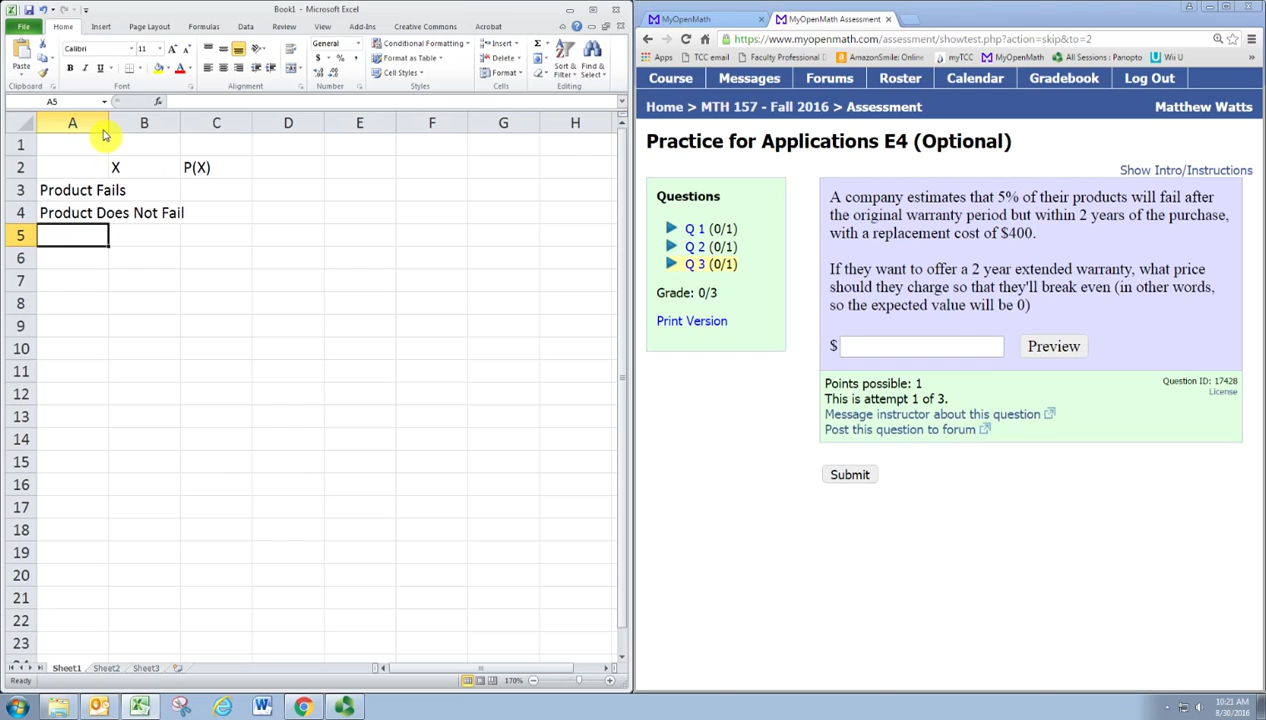 Book1 - Microsoft Excel
File Home Insert Page Layout Formulas Data Review View Add-Ins Creative Commons Acrobat
Paste
Calibri 11
B I U
General
$ % ,
Conditional Formatting
Format as Table
Cell Styles
Insert
Delete
Format
Sort & Filter
Find & Select
Clipboard Font Alignment Number Styles Cells Editing
A5 fx
A B C D E F G H
1
2 X P(X)
3 Product Fails
4 Product Does Not Fail
5
6
7
8
9
10
11
12
13
14
15
16
17
18
19
20
21
22
23
24
Sheet1 Sheet2 Sheet3
Ready 170%
MyOpenMath
MyOpenMath Assessment
https://www.myopenmath.com/assessment/showtest.php?action=skip&to=2
Apps TCC email Faculty Professional D AmazonSmile: Online myTCC MyOpenMath All Sessions : Panopto Wii U
Course Messages Forums Roster Calendar Gradebook Log Out
Home > MTH 157 - Fall 2016 > Assessment Matthew Watts
Practice for Applications E4 (Optional)
Show Intro/Instructions
Questions
Q 1 (0/1)
Q 2 (0/1)
Q 3 (0/1)
Grade: 0/3
Print Version
A company estimates that 5% of their products will fail after
the original warranty period but within 2 years of the purchase,
with a replacement cost of $400.
If they want to offer a 2 year extended warranty, what price
should they charge so that they'll break even (in other words,
so the expected value will be 0)
$ Preview
Points possible: 1
This is attempt 1 of 3.
Message instructor about this question
Post this question to forum
Question ID: 17428
License
Submit
10:21 AM
8/30/2016